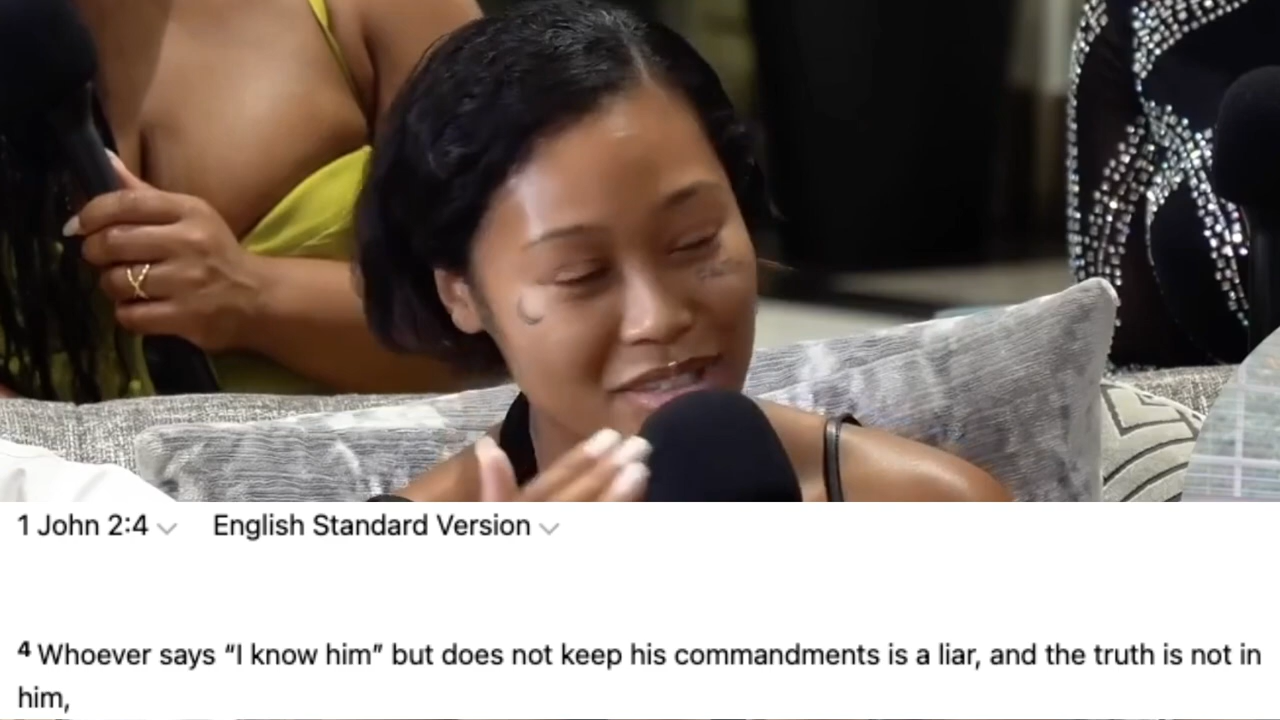 1 John 2:4 English Standard Version
4 Whoever says “I know him” but does not keep his commandments is a liar, and the truth is not in
him,